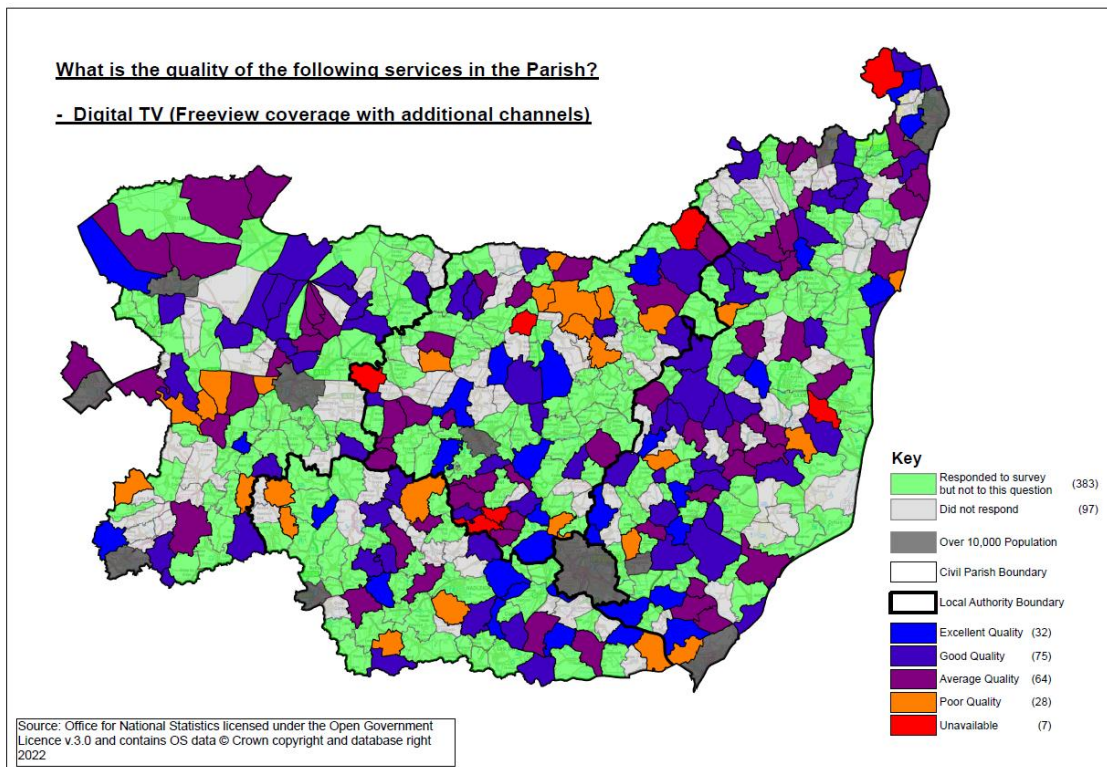 What is the quality of the following services in the Parish?
- Digital TV (Freeview coverage with additional channels)
Key
Responded to survey (383)
but not to this question
Did not respond (97)
Over 10,000 Population
Civil Parish Boundary
Local Authority Boundary
Excellent Quality (32)
Good Quality (75)
Average Quality (64)
Poor Quality (28)
Unavailable (7)
Source: Office for National Statistics licensed under the Open Government
Licence v.3.0 and contains OS data © Crown copyright and database right
2022